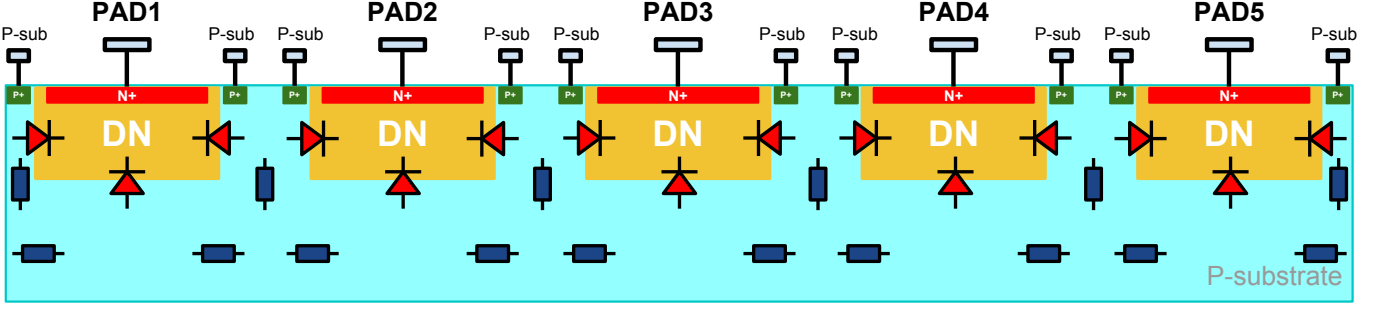 PAD1 PAD2 PAD3 PAD4 PAD5
P-sub P-sub P-sub P-sub P-sub P-sub P-sub P-sub P-sub P-sub
P+ N+ P+ P+ N+ P+ P+ N+ P+ P+ N+ P+ P+ N+ P+
DN DN DN DN DN
P-substrate